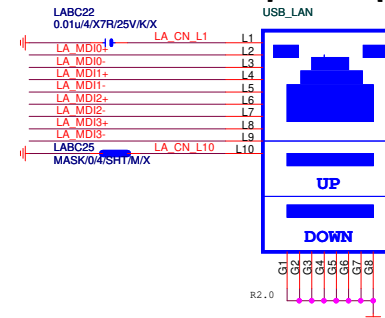 LABC22
USB_LAN
0.01u/4/X7R/25V/K/X
LA_CN_L1 L1
LA_MDI0+ L2
LA_MDI0- L3
LA_MDI1+ L4
LA_MDI1- L5
LA_MDI2+ L6
LA_MDI2- L7
LA_MDI3+ L8
LA_MDI3- L9
LABC25 LA_CN_L10 L10
MASK/0/4/SHT/M/X
UP
DOWN
G1 G2 G3 G4 G5 G6 G7 G8
R2.0